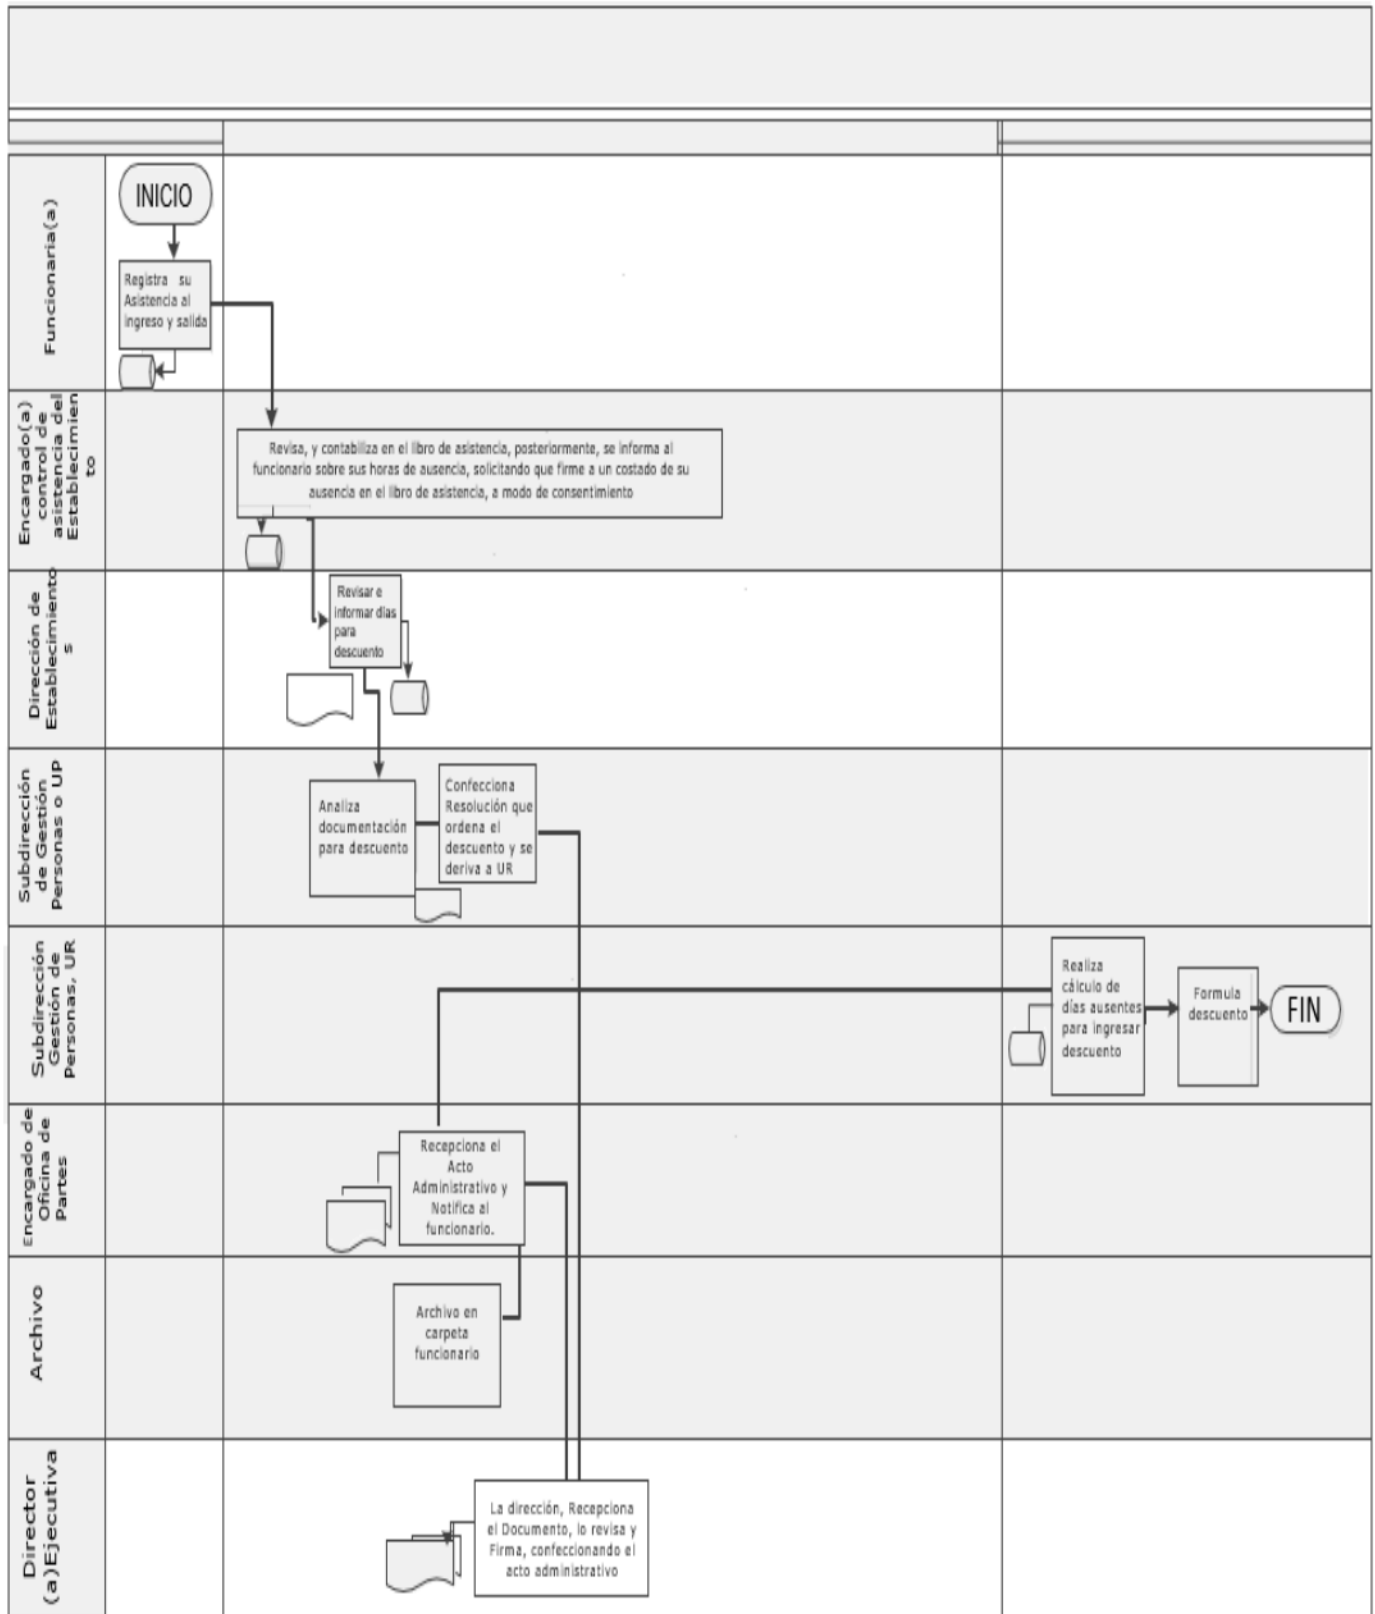 INICIO
Funcionaria(a)
Registra su
Asistencia al
ingreso y salida
Encargado(a)
control de
asistencia del
Establecimien
to
Revisa, y contabiliza en el libro de asistencia, posteriormente, se informa al
funcionario sobre sus horas de ausencia, solicitando que firme a un costado de su
ausencia en el libro de asistencia, a modo de consentimiento
Dirección de
Establecimiento
s
Revisar e
informar días
para
descuento
Subdirección
de Gestión
Personas o UP
Analiza
documentación
para descuento
Confecciona
Resolución que
ordena el
descuento y se
deriva a UR
Subdirección
Gestión de
Personas, UR
Realiza
cálculo de
días ausentes
para ingresar
descuento
Formula
descuento
FIN
Encargado de
Oficina de
Partes
Recepciona el
Acto
Administrativo y
Notifica al
funcionario.
Archivo
Archivo en
carpeta
funcionario
Director
(a)Ejecutiva
La dirección, Recepciona
el Documento, lo revisa y
Firma, confeccionando el
acto administrativo